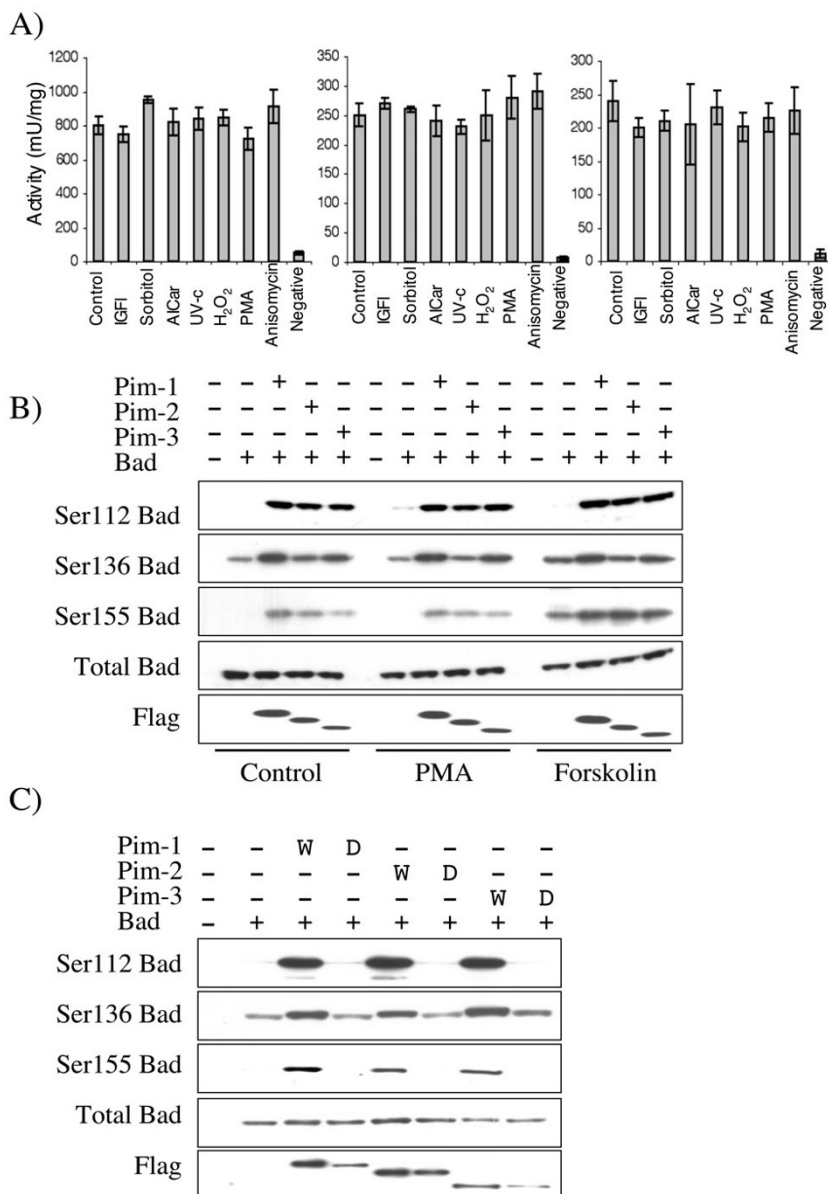 A)
Activity (mU/mg)
1200
1000
800
600
400
200
0
Control
IGFI
Sorbitol
AICar
UV-c
H₂O₂
PMA
Anisomycin
Negative
350
300
250
200
150
100
50
0
Control
IGFI
Sorbitol
AICar
UV-c
H₂O₂
PMA
Anisomycin
Negative
300
250
200
150
100
50
0
Control
IGFI
Sorbitol
AICar
UV-c
H₂O₂
PMA
Anisomycin
Negative
B)
Pim-1 – – + – – – – + – – – – + – –
Pim-2 – – – + – – – – + – – – – + –
Pim-3 – – – – + – – – – + – – – – +
Bad – + + + + – + + + + – + + + +
Ser112 Bad
Ser136 Bad
Ser155 Bad
Total Bad
Flag
Control PMA Forskolin
C)
Pim-1 – – W D – – – –
Pim-2 – – – – W D – –
Pim-3 – – – – – – W D
Bad – + + + + + + +
Ser112 Bad
Ser136 Bad
Ser155 Bad
Total Bad
Flag